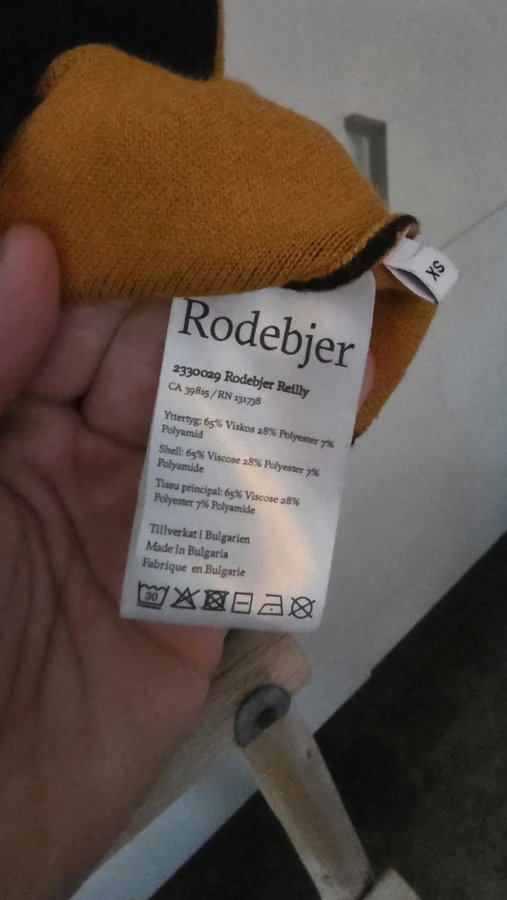 XS
Rodebjer
2330029 Rodebjer Reilly
CA 39815 / RN 131738
Yttertyg: 65% Viskos 28% Polyester 7%
Polyamid
Shell: 65% Viscose 28% Polyester 7%
Polyamide
Tissu principal: 65% Viscose 28%
Polyester 7% Polyamide
Tillverkat i Bulgarien
Made in Bulgaria
Fabrique en Bulgarie
30